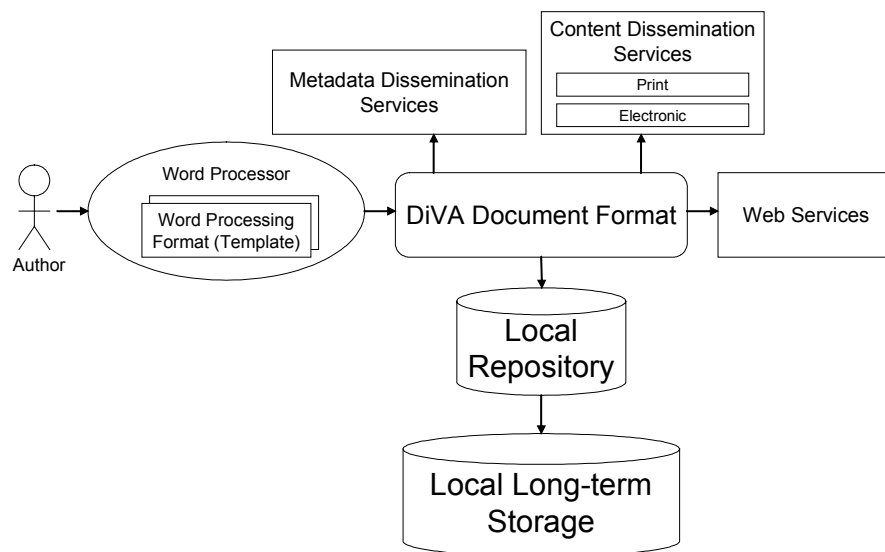 Content Dissemination
Services
Print
Electronic
Metadata Dissemination
Services
Word Processor
Word Processing
Format (Template)
Author
DiVA Document Format
Web Services
Local
Repository
Local Long-term
Storage